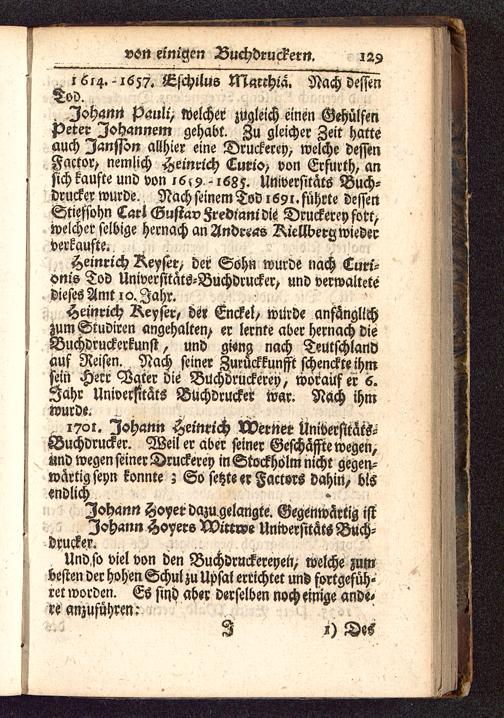 von einigen Buchdruckern. 129
1614.-1657. Eschilus Matthiä. Nach dessen
Tod.
Johann Pauli, welcher zugleich einen Gehülfen
Peter Johannem gehabt. Zu gleicher Zeit hatte
auch Jansson allhier eine Druckerey, welche dessen
Factor, nemlich Heinrich Curio, von Erfurth, an
sich kaufte und von 1659-1685. Universitäts Buch-
drucker wurde. Nach seinem Tod 1691. führte dessen
Stiefsohn Carl Gustav Frediani die Druckerey fort,
welcher selbige hernach an Andreas Kiellberg wieder
verkaufte.
Heinrich Keyser, der Sohn wurde nach Curi-
onis Tod Universitäts-Buchdrucker, und verwaltete
dieses Amt 10. Jahr.
Heinrich Keyser, der Enckel, wurde anfänglich
zum Studiren angehalten, er lernte aber hernach die
Buchdruckerkunst, und gieng nach Teutschland
auf Reisen. Nach seiner Zurückkunfft schenckte ihm
sein Herr Vater die Buchdruckerey, worauf er 6.
Jahr Universitäts Buchdrucker war. Nach ihm
wurde.
1701. Johann Heinrich Werner Universitäts-
Buchdrucker. Weil er aber seiner Geschäffte wegen,
und wegen seiner Druckerey in Stockholm nicht gegen-
wärtig seyn konnte; So setzte er Factors dahin, bis
endlich
Johann Hoyer dazu gelangte. Gegenwärtig ist
Johann Hoyers Wittwe Universitäts Buch-
drucker.
Und so viel von den Buchdruckereyen, welche zum
besten der hohen Schul zu Upsal errichtet und fortgefüh-
ret worden. Es sind aber derselben noch einige ande-
re anzuführen:
J 1) Des